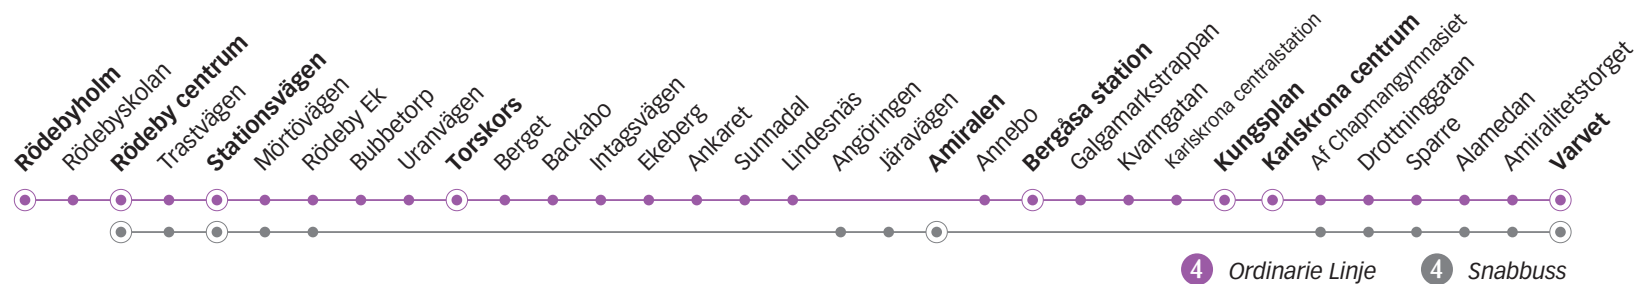 Rödebyholm
Rödebyskolan
Rödeby centrum
Trastvägen
Stationsvägen
Mörtövägen
Rödeby Ek
Bubbetorp
Uranvägen
Torskors
Berget
Backabo
Intagsvägen
Ekeberg
Ankaret
Sunnadal
Lindesnäs
Angöringen
Järavägen
Amiralen
Annebo
Bergåsa station
Galgamarkstrappan
Kvarngatan
Karlskrona centralstation
Kungsplan
Karlskrona centrum
Af Chapmangymnasiet
Drottninggatan
Sparre
Alamedan
Amiralitetstorget
Varvet
4 Ordinarie Linje
4 Snabbuss